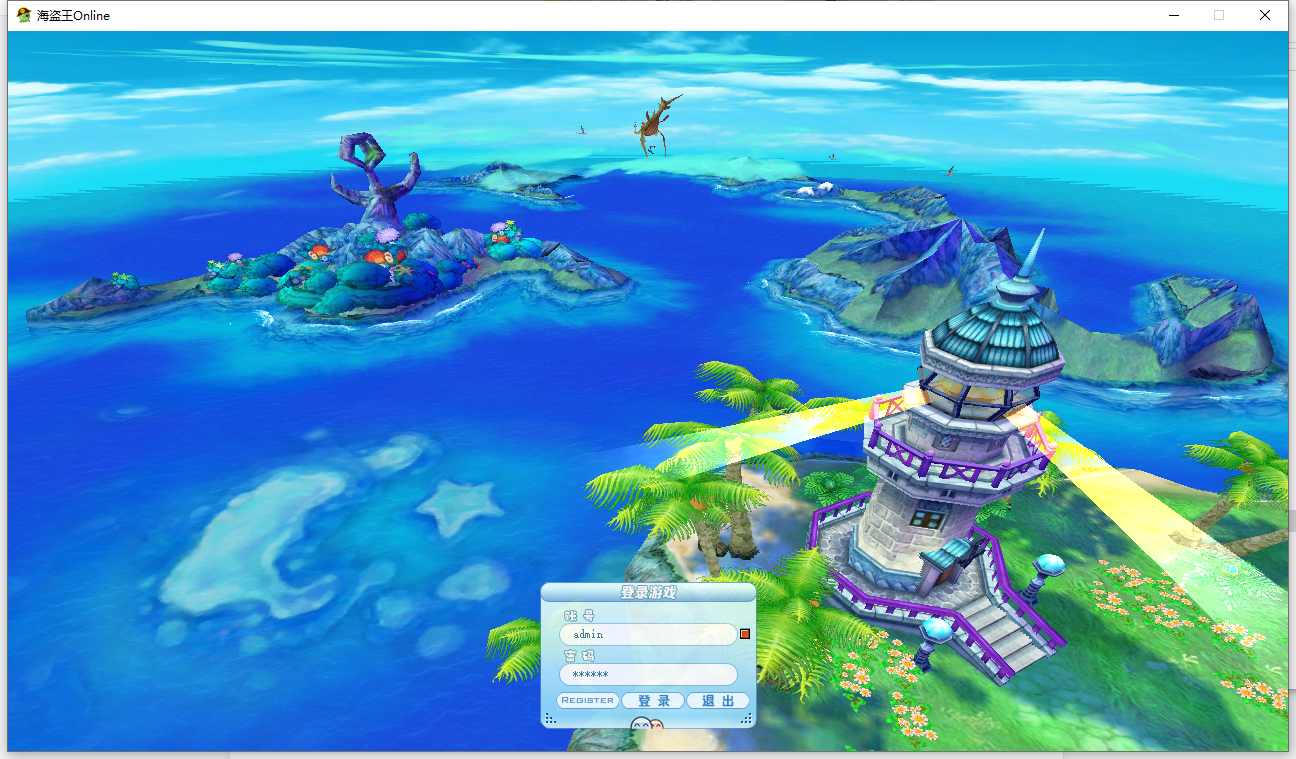 海盗王Online
登录游戏
账 号
admin
密 码
******
REGISTER
登 录
退 出